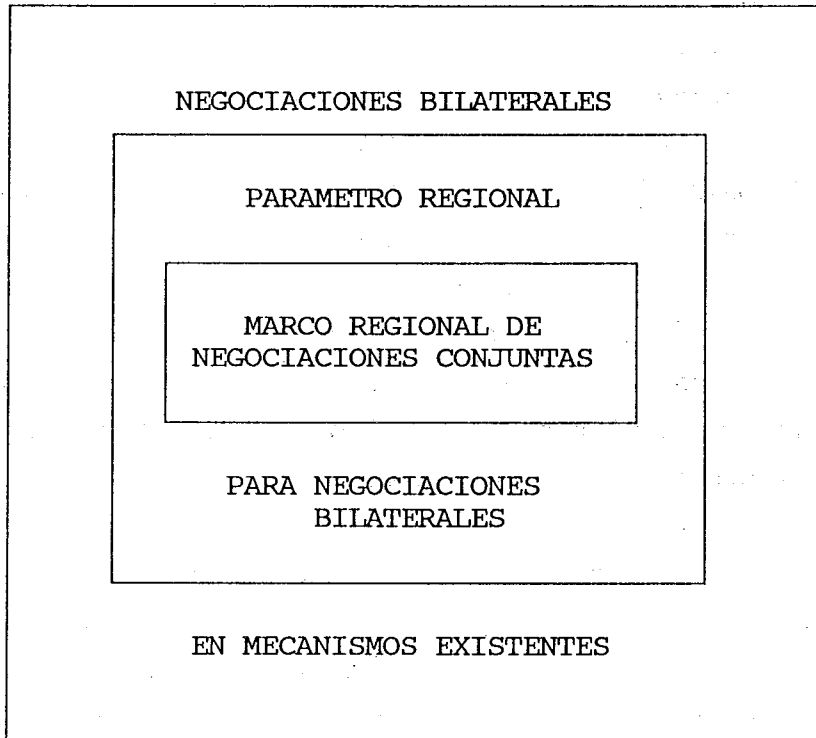 NEGOCIACIONES BILATERALES
PARAMETRO REGIONAL
MARCO REGIONAL DE
NEGOCIACIONES CONJUNTAS
PARA NEGOCIACIONES
BILATERALES
EN MECANISMOS EXISTENTES